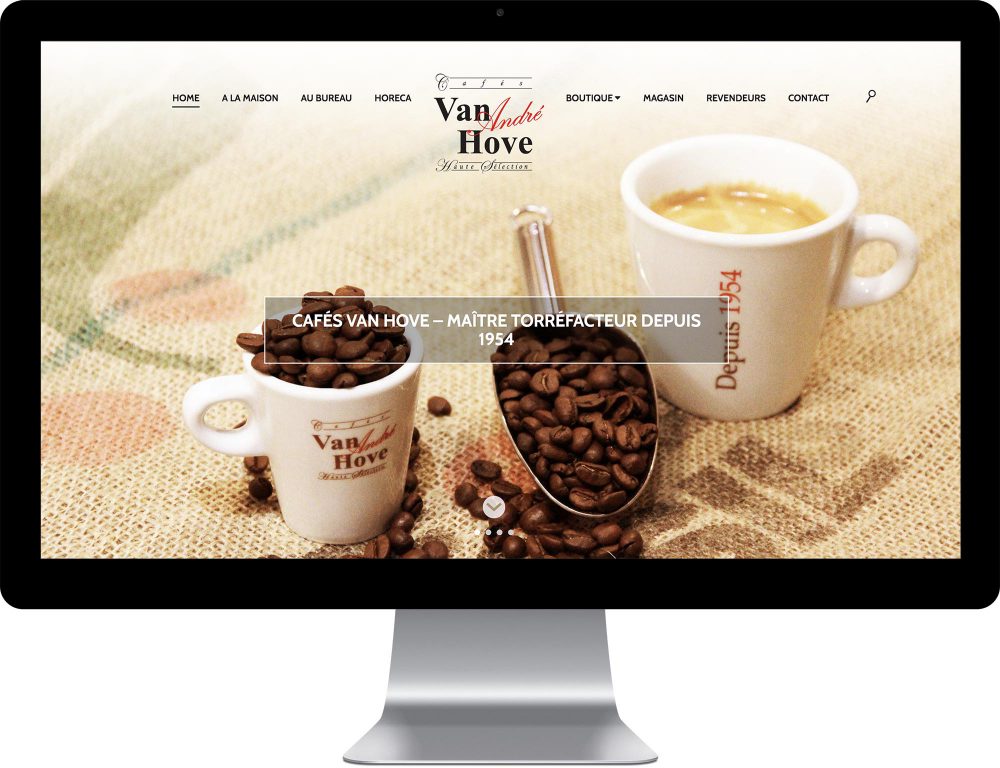 HOME
A LA MAISON
AU BUREAU
HORECA
Cafés
Van André
Hove
Haute Sélection
BOUTIQUE
MAGASIN
REVENDEURS
CONTACT
CAFÉS VAN HOVE – MAÎTRE TORRÉFACTEUR DEPUIS
1954
Depuis 1954
Cafés
Van André
Hove
Haute Sélection